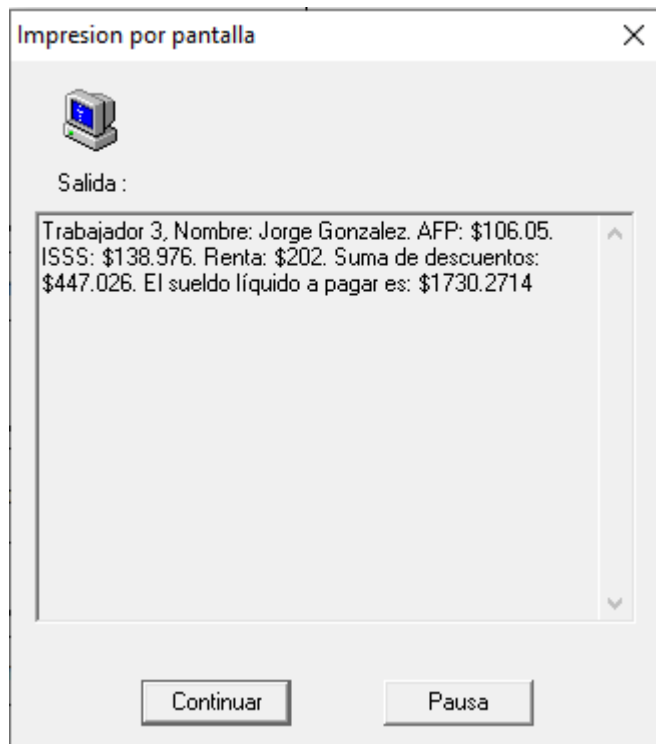 Impresion por pantalla
Salida :
Trabajador 3, Nombre: Jorge Gonzalez. AFP: $106.05.
ISSS: $138.976. Renta: $202. Suma de descuentos:
$447.026. El sueldo líquido a pagar es: $1730.2714
Continuar
Pausa